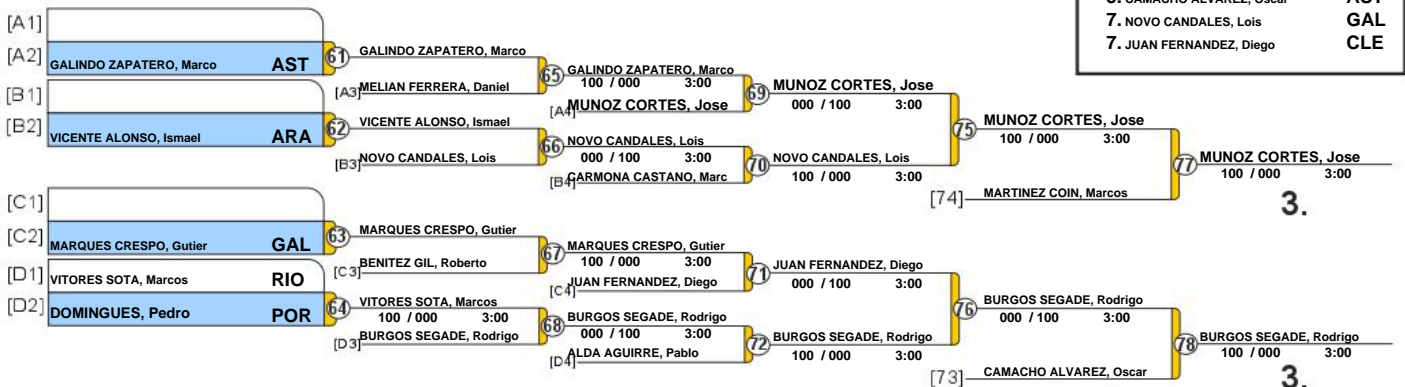 7. NOVO CANDALES, Lois GAL
7. JUAN FERNANDEZ, Diego CLE
[A1]
[A2] GALINDO ZAPATERO, Marco AST 61 GALINDO ZAPATERO, Marco
[A3] MELIAN FERRERA, Daniel 65 GALINDO ZAPATERO, Marco
100 / 000 3:00
[A4] MUNOZ CORTES, Jose 69 MUNOZ CORTES, Jose
000 / 100 3:00
[B1]
[B2] VICENTE ALONSO, Ismael ARA 62 VICENTE ALONSO, Ismael
[B3] NOVO CANDALES, Lois 66 NOVO CANDALES, Lois
000 / 100 3:00
[B4] CARMONA CASTANO, Marc 70 NOVO CANDALES, Lois
100 / 000 3:00
75 MUNOZ CORTES, Jose
100 / 000 3:00
[74] MARTINEZ COIN, Marcos 77 MUNOZ CORTES, Jose
100 / 000 3:00
3.
[C1]
[C2] MARQUES CRESPO, Gutier GAL 63 MARQUES CRESPO, Gutier
[C3] BENITEZ GIL, Roberto 67 MARQUES CRESPO, Gutier
100 / 000 3:00
[C4] JUAN FERNANDEZ, Diego 71 JUAN FERNANDEZ, Diego
000 / 100 3:00
[D1] VITORES SOTA, Marcos RIO
[D2] DOMINGUES, Pedro POR 64 VITORES SOTA, Marcos
100 / 000 3:00
[D3] BURGOS SEGADE, Rodrigo 68 BURGOS SEGADE, Rodrigo
000 / 100 3:00
[D4] ALDA AGUIRRE, Pablo 72 BURGOS SEGADE, Rodrigo
100 / 000 3:00
76 BURGOS SEGADE, Rodrigo
000 / 100 3:00
[73] CAMACHO ALVAREZ, Oscar 78 BURGOS SEGADE, Rodrigo
100 / 000 3:00
3.